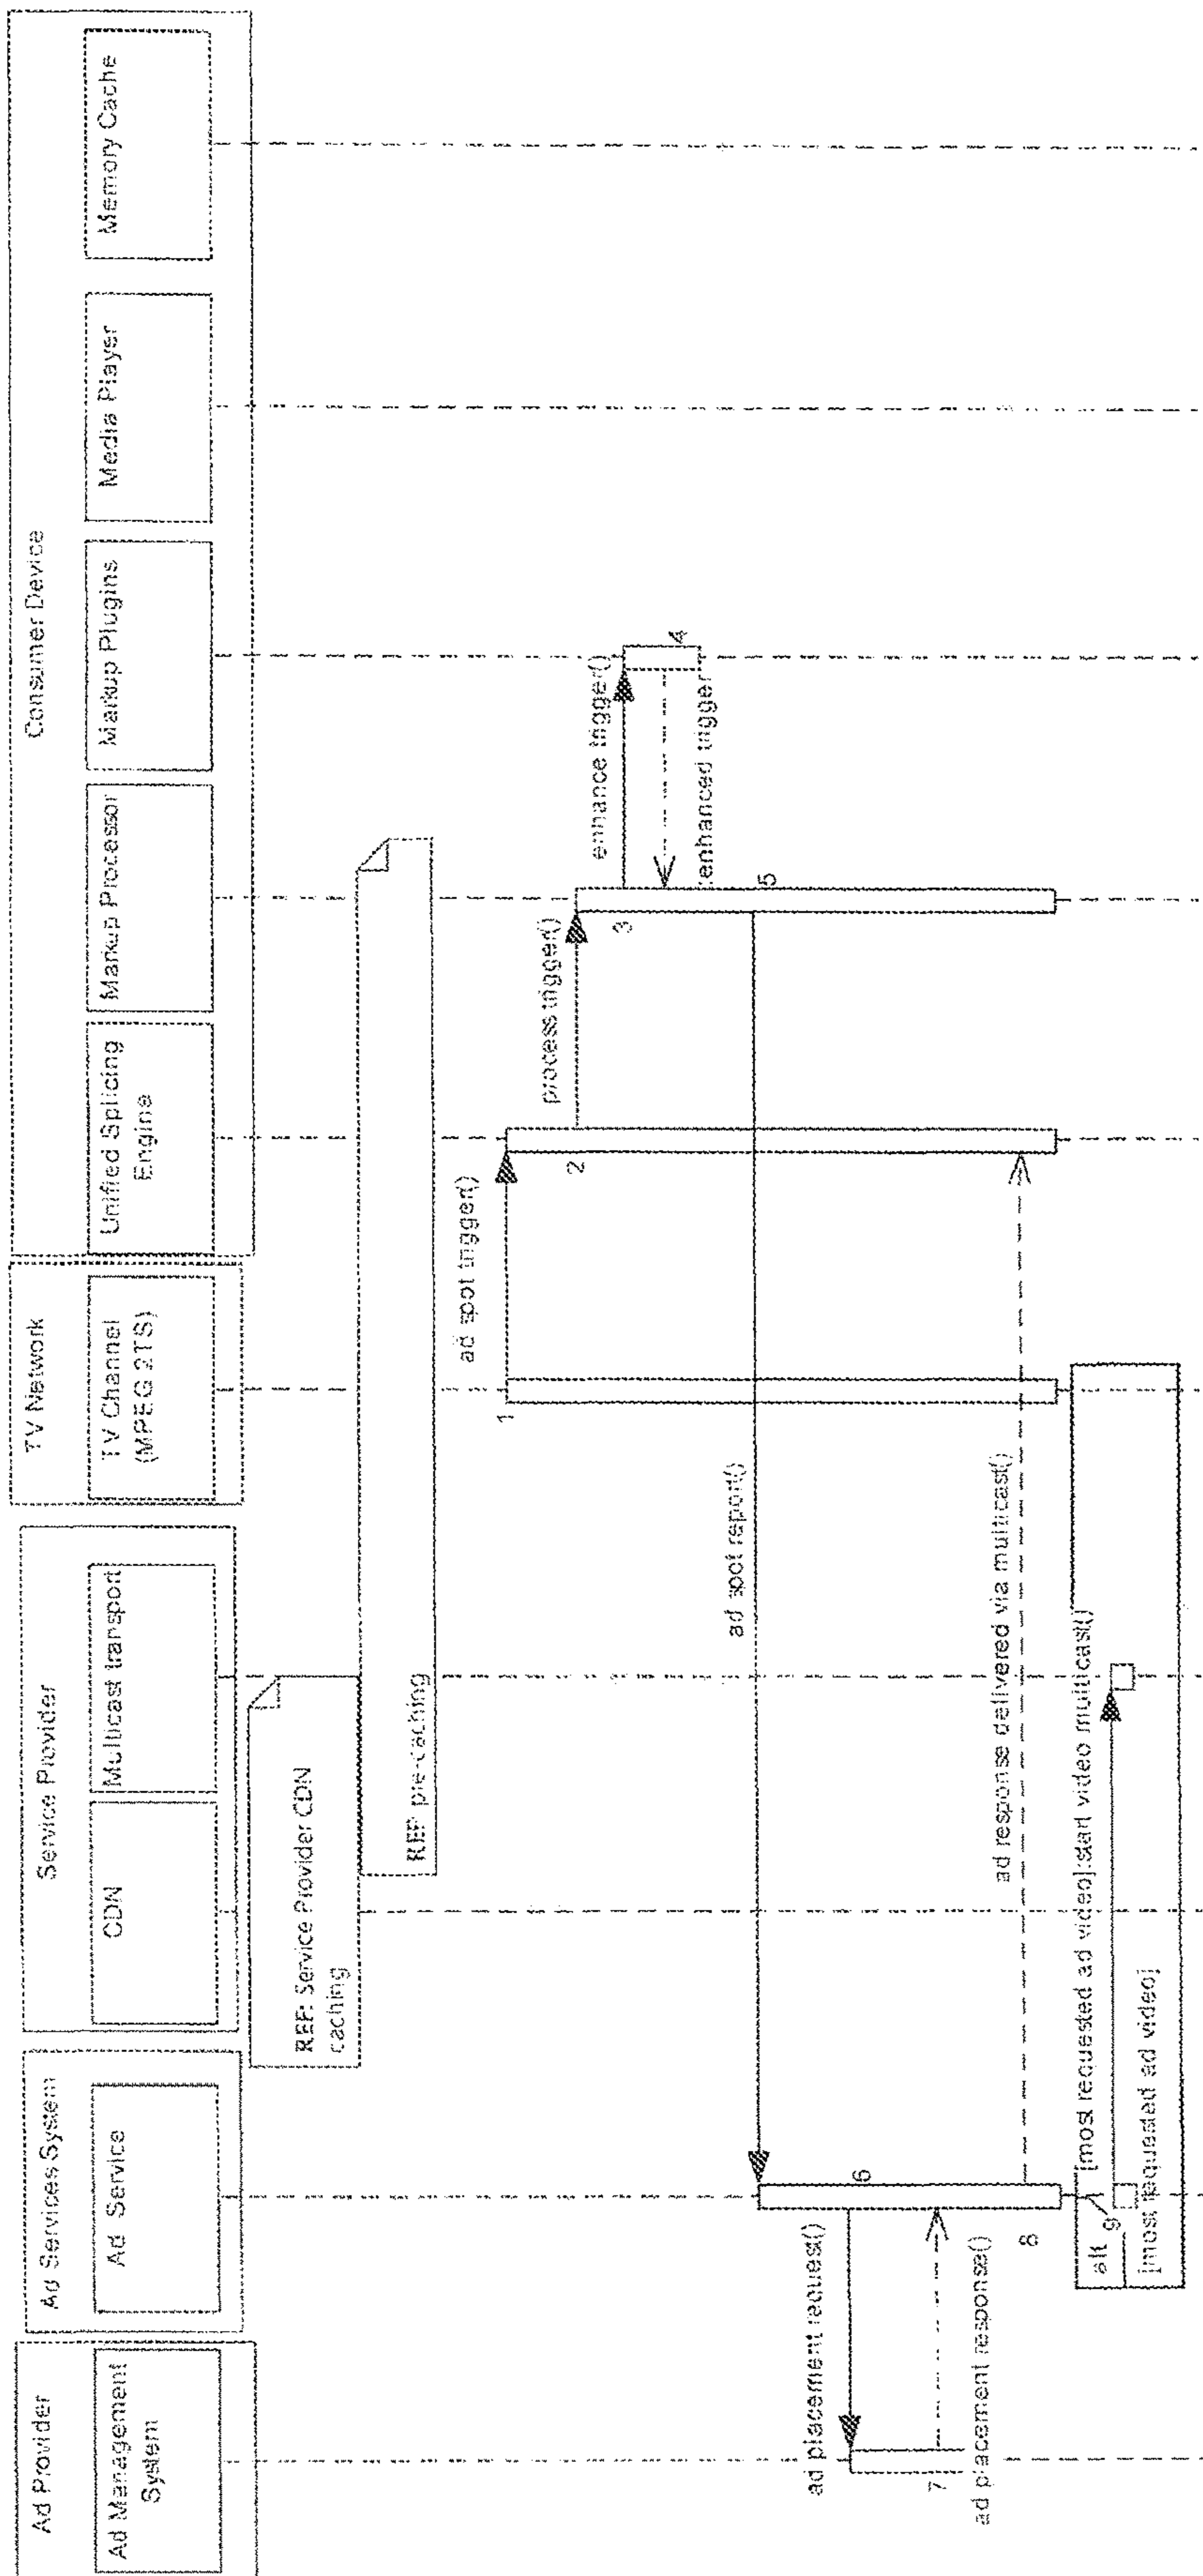 Ad Provider
Ad Management
System
Ad Services System
Ad Service
Service Provider
CDN
Multicast transport
TV Network
TV Channel
(MPEG 2TS)
Consumer Device
Unified Splicing
Engine
Markup Processor
Markup Plugins
Media Player
Memory Cache
REF: Service Provider CDN
caching
REF: pre-caching
ad spot trigger()
1
process trigger()
2
enhance trigger()
3
4
:enhanced trigger
5
ad spot report()
ad placement request()
6
7
ad placement response()
ad response delivered via multicast()
8
alt
[most requested ad video]:start video multicast()
9
[most requested ad video]